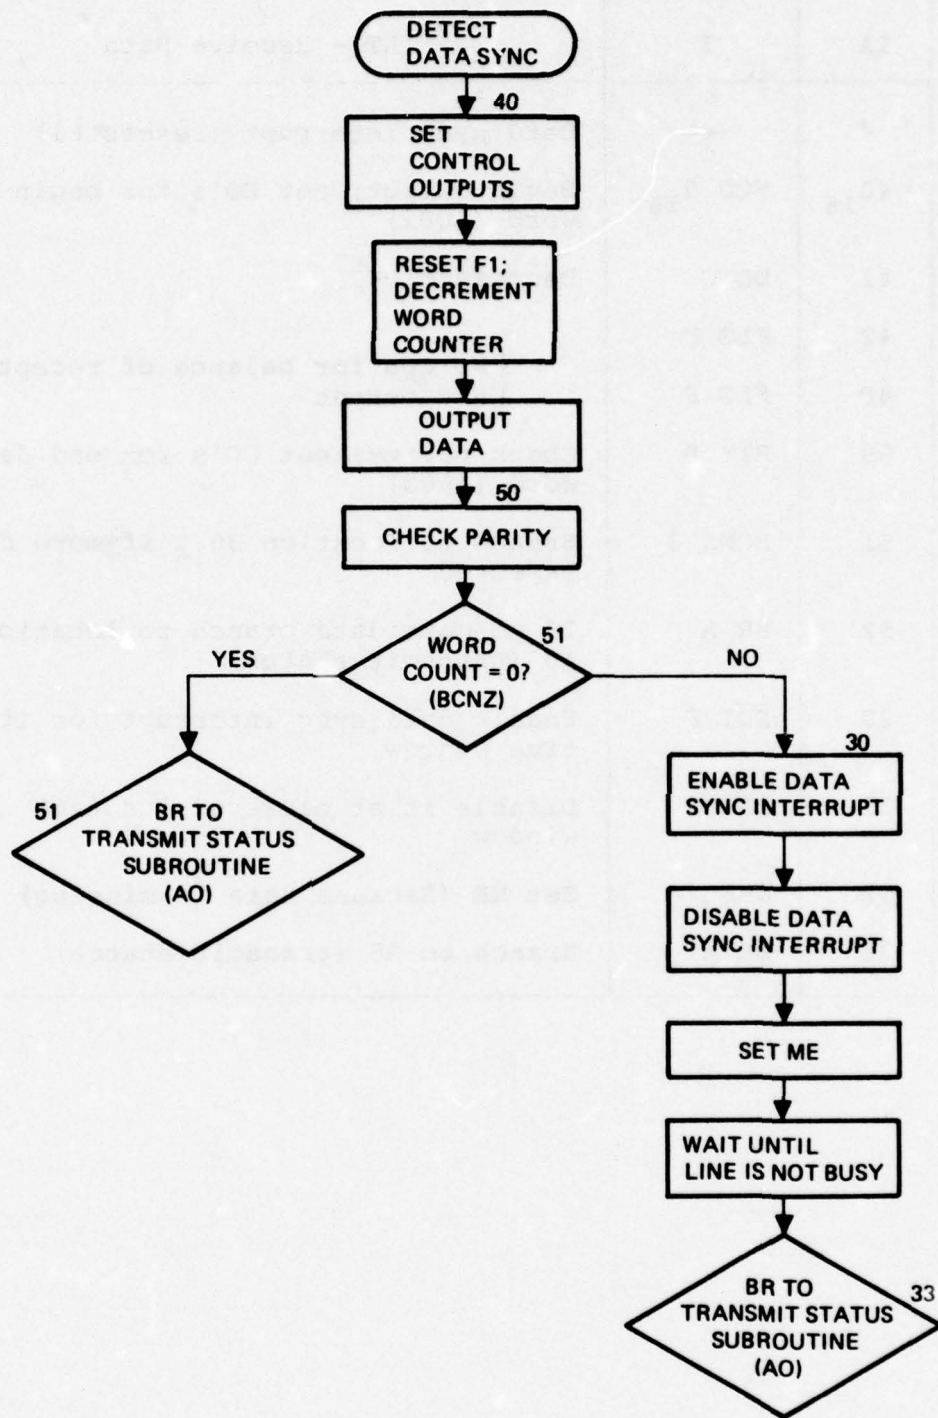 DETECT
DATA SYNC
40
SET
CONTROL
OUTPUTS
RESET F1;
DECREMENT
WORD
COUNTER
OUTPUT
DATA
50
CHECK PARITY
51
WORD
COUNT = 0?
(BCNZ)
YES
NO
51
BR TO
TRANSMIT STATUS
SUBROUTINE
(AO)
30
ENABLE DATA
SYNC INTERRUPT
DISABLE DATA
SYNC INTERRUPT
SET ME
WAIT UNTIL
LINE IS NOT BUSY
33
BR TO
TRANSMIT STATUS
SUBROUTINE
(AO)